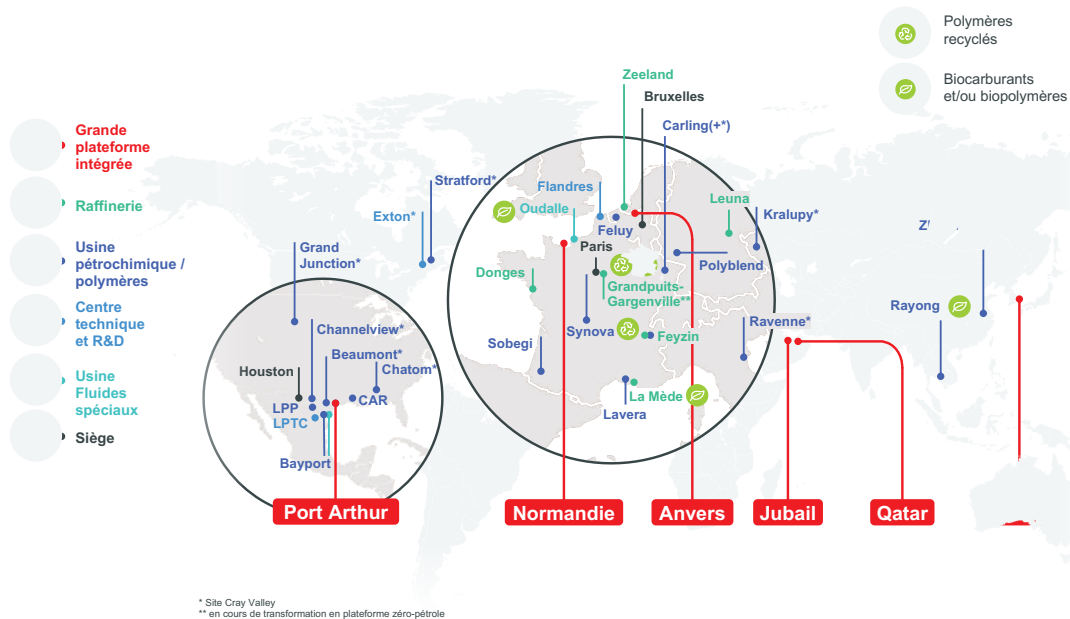 Polymères
recyclés
Biocarburants
et/ou biopolymères
Grande
plateforme
intégrée
Raffinerie
Usine
pétrochimique /
polymères
Centre
technique
et R&D
Usine
Fluides
spéciaux
Siège
Zeeland
Bruxelles
Carling(+*)
Stratford*
Exton*
Flandres
Oudalle
Feluy
Leuna
Kralupy*
Grand
Junction*
Paris
Polyblend
Donges
Grandpuits-
Gargenville**
Rayong
Channelview*
Synova
Feyzin
Ravenne*
Sobegi
Beaumont*
Chatom*
Houston
CAR
LPP
LPTC
La Mède
Lavera
Bayport
Port Arthur
Normandie
Anvers
Jubail
Qatar
* Site Cray Valley
** en cours de transformation en plateforme zéro-pétrole